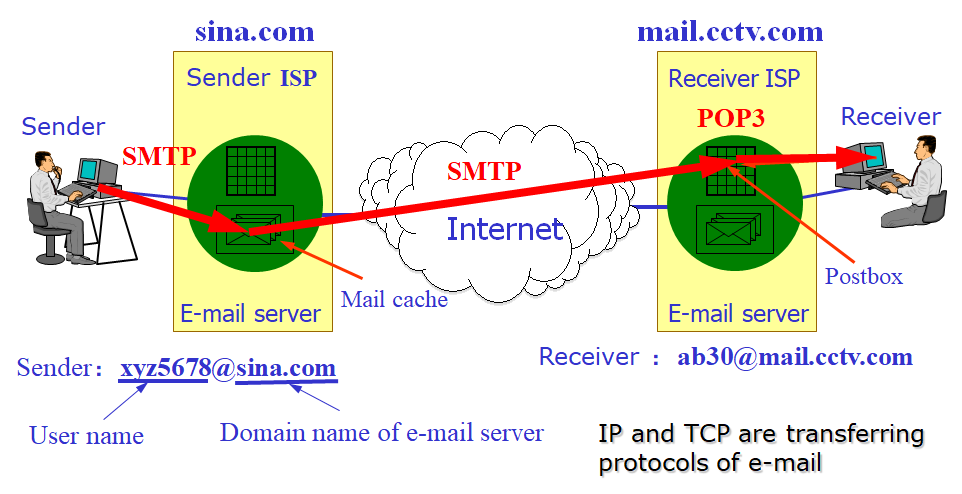 sina.com
mail.cctv.com
Sender ISP
Receiver ISP
Sender
SMTP
POP3
Receiver
SMTP
Internet
Mail cache
Postbox
E-mail server
E-mail server
Sender：xyz5678@sina.com
Receiver ：ab30@mail.cctv.com
User name
Domain name of e-mail server
IP and TCP are transferring
protocols of e-mail